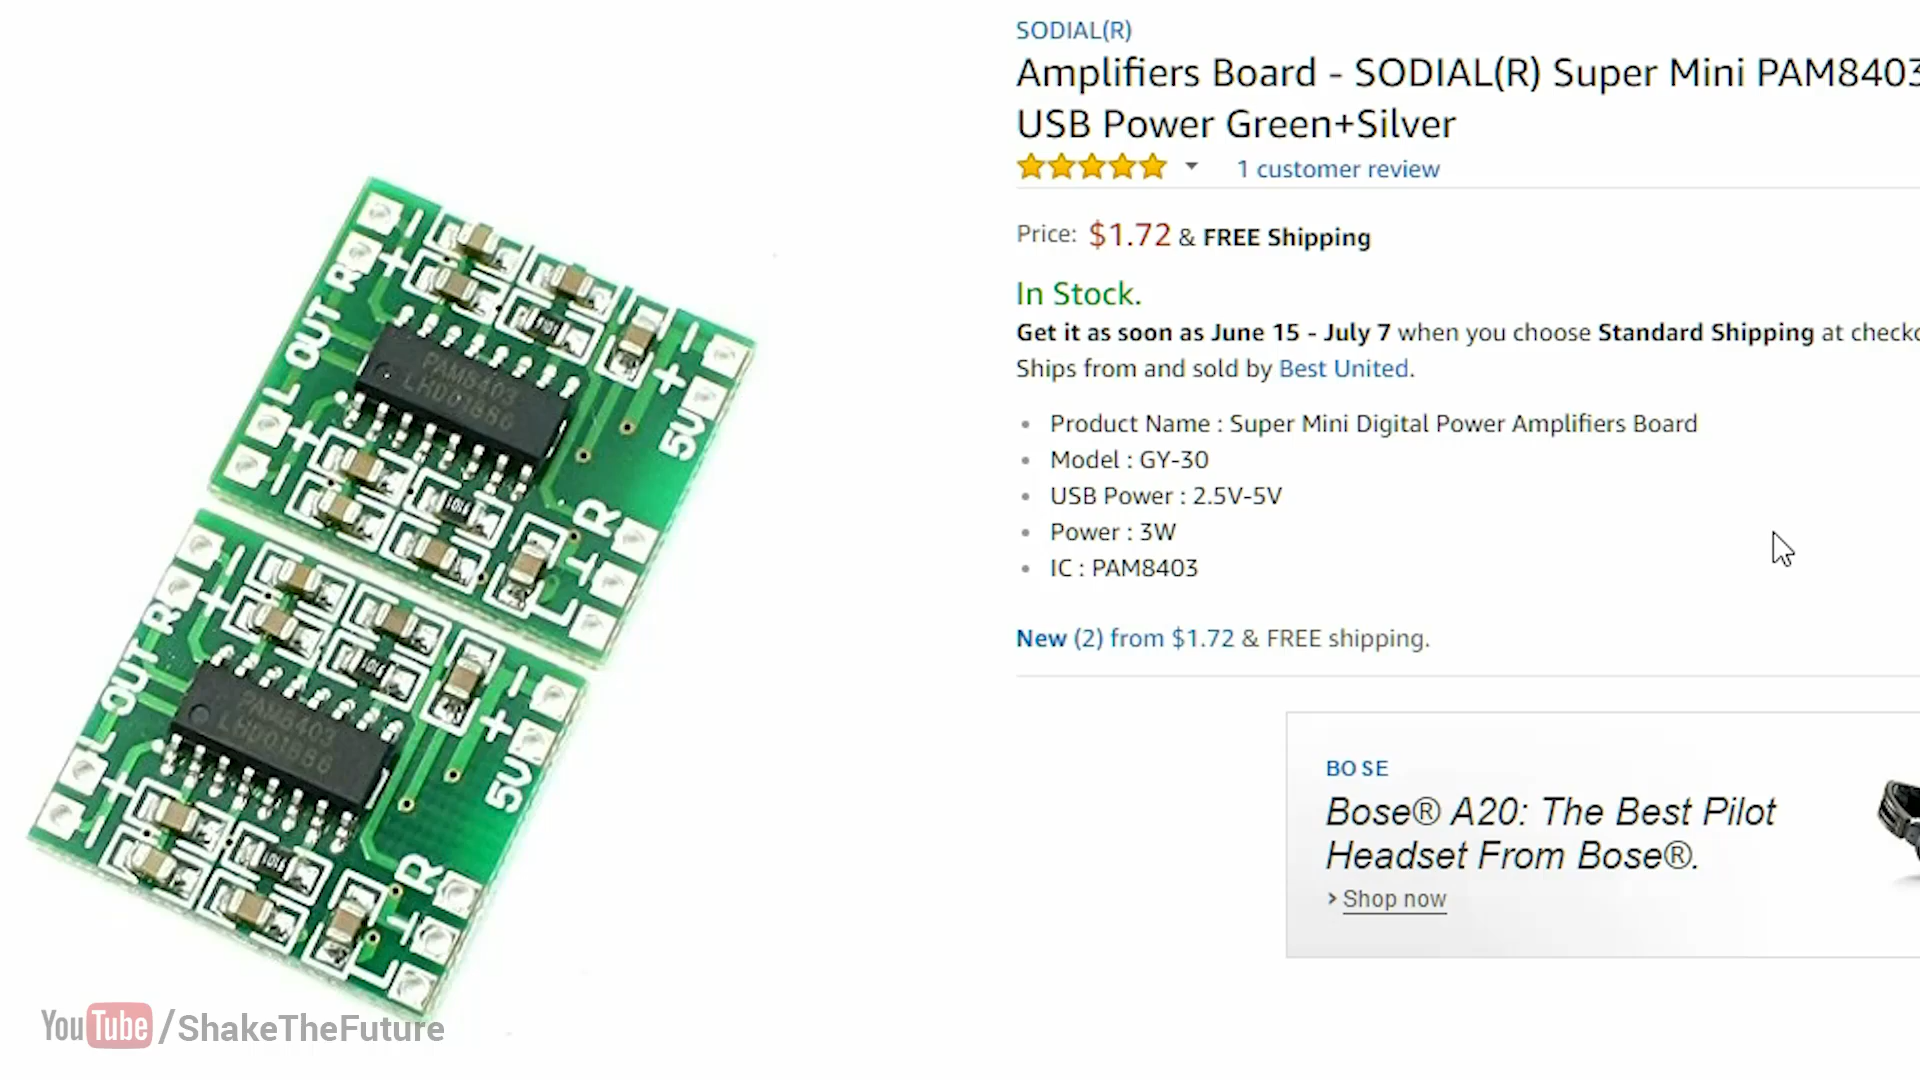 SODIAL(R)
Amplifiers Board - SODIAL(R) Super Mini PAM8403
USB Power Green+Silver
1 customer review
Price: $1.72 & FREE Shipping
In Stock.
Get it as soon as June 15 - July 7 when you choose Standard Shipping at checko
Ships from and sold by Best United.
• Product Name : Super Mini Digital Power Amplifiers Board
• Model : GY-30
• USB Power : 2.5V-5V
• Power : 3W
• IC : PAM8403
New (2) from $1.72 & FREE shipping.
BOSE
Bose® A20: The Best Pilot
Headset From Bose®.
› Shop now
L OUT R
PAM8403
LHD01886
+
5V
R
L
L OUT R
PAM8403
LHD01886
+
5V
R
L
YouTube/ShakeTheFuture